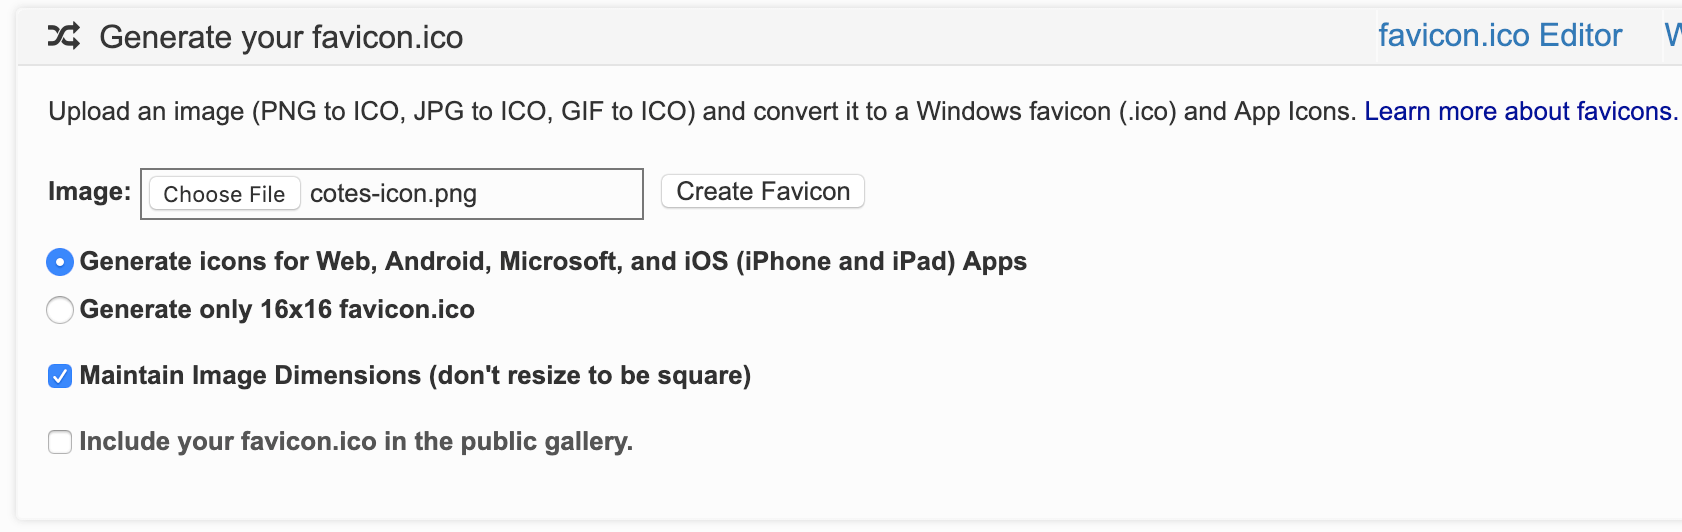 Generate your favicon.ico
favicon.ico Editor
Upload an image (PNG to ICO, JPG to ICO, GIF to ICO) and convert it to a Windows favicon (.ico) and App Icons. Learn more about favicons.
Image: Choose File cotes-icon.png Create Favicon
Generate icons for Web, Android, Microsoft, and iOS (iPhone and iPad) Apps
Generate only 16x16 favicon.ico
Maintain Image Dimensions (don't resize to be square)
Include your favicon.ico in the public gallery.